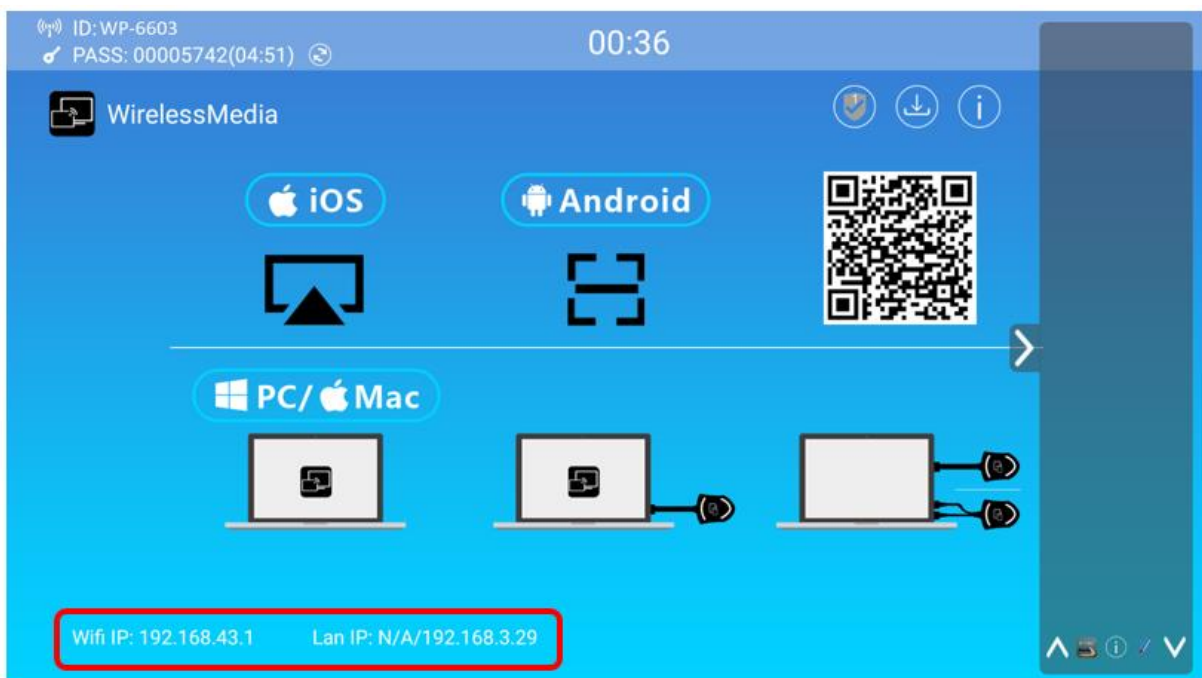 ID: WP-6603
PASS: 00005742(04:51)
00:36
WirelessMedia
iOS
Android
PC/ Mac
Wifi IP: 192.168.43.1 Lan IP: N/A/192.168.3.29